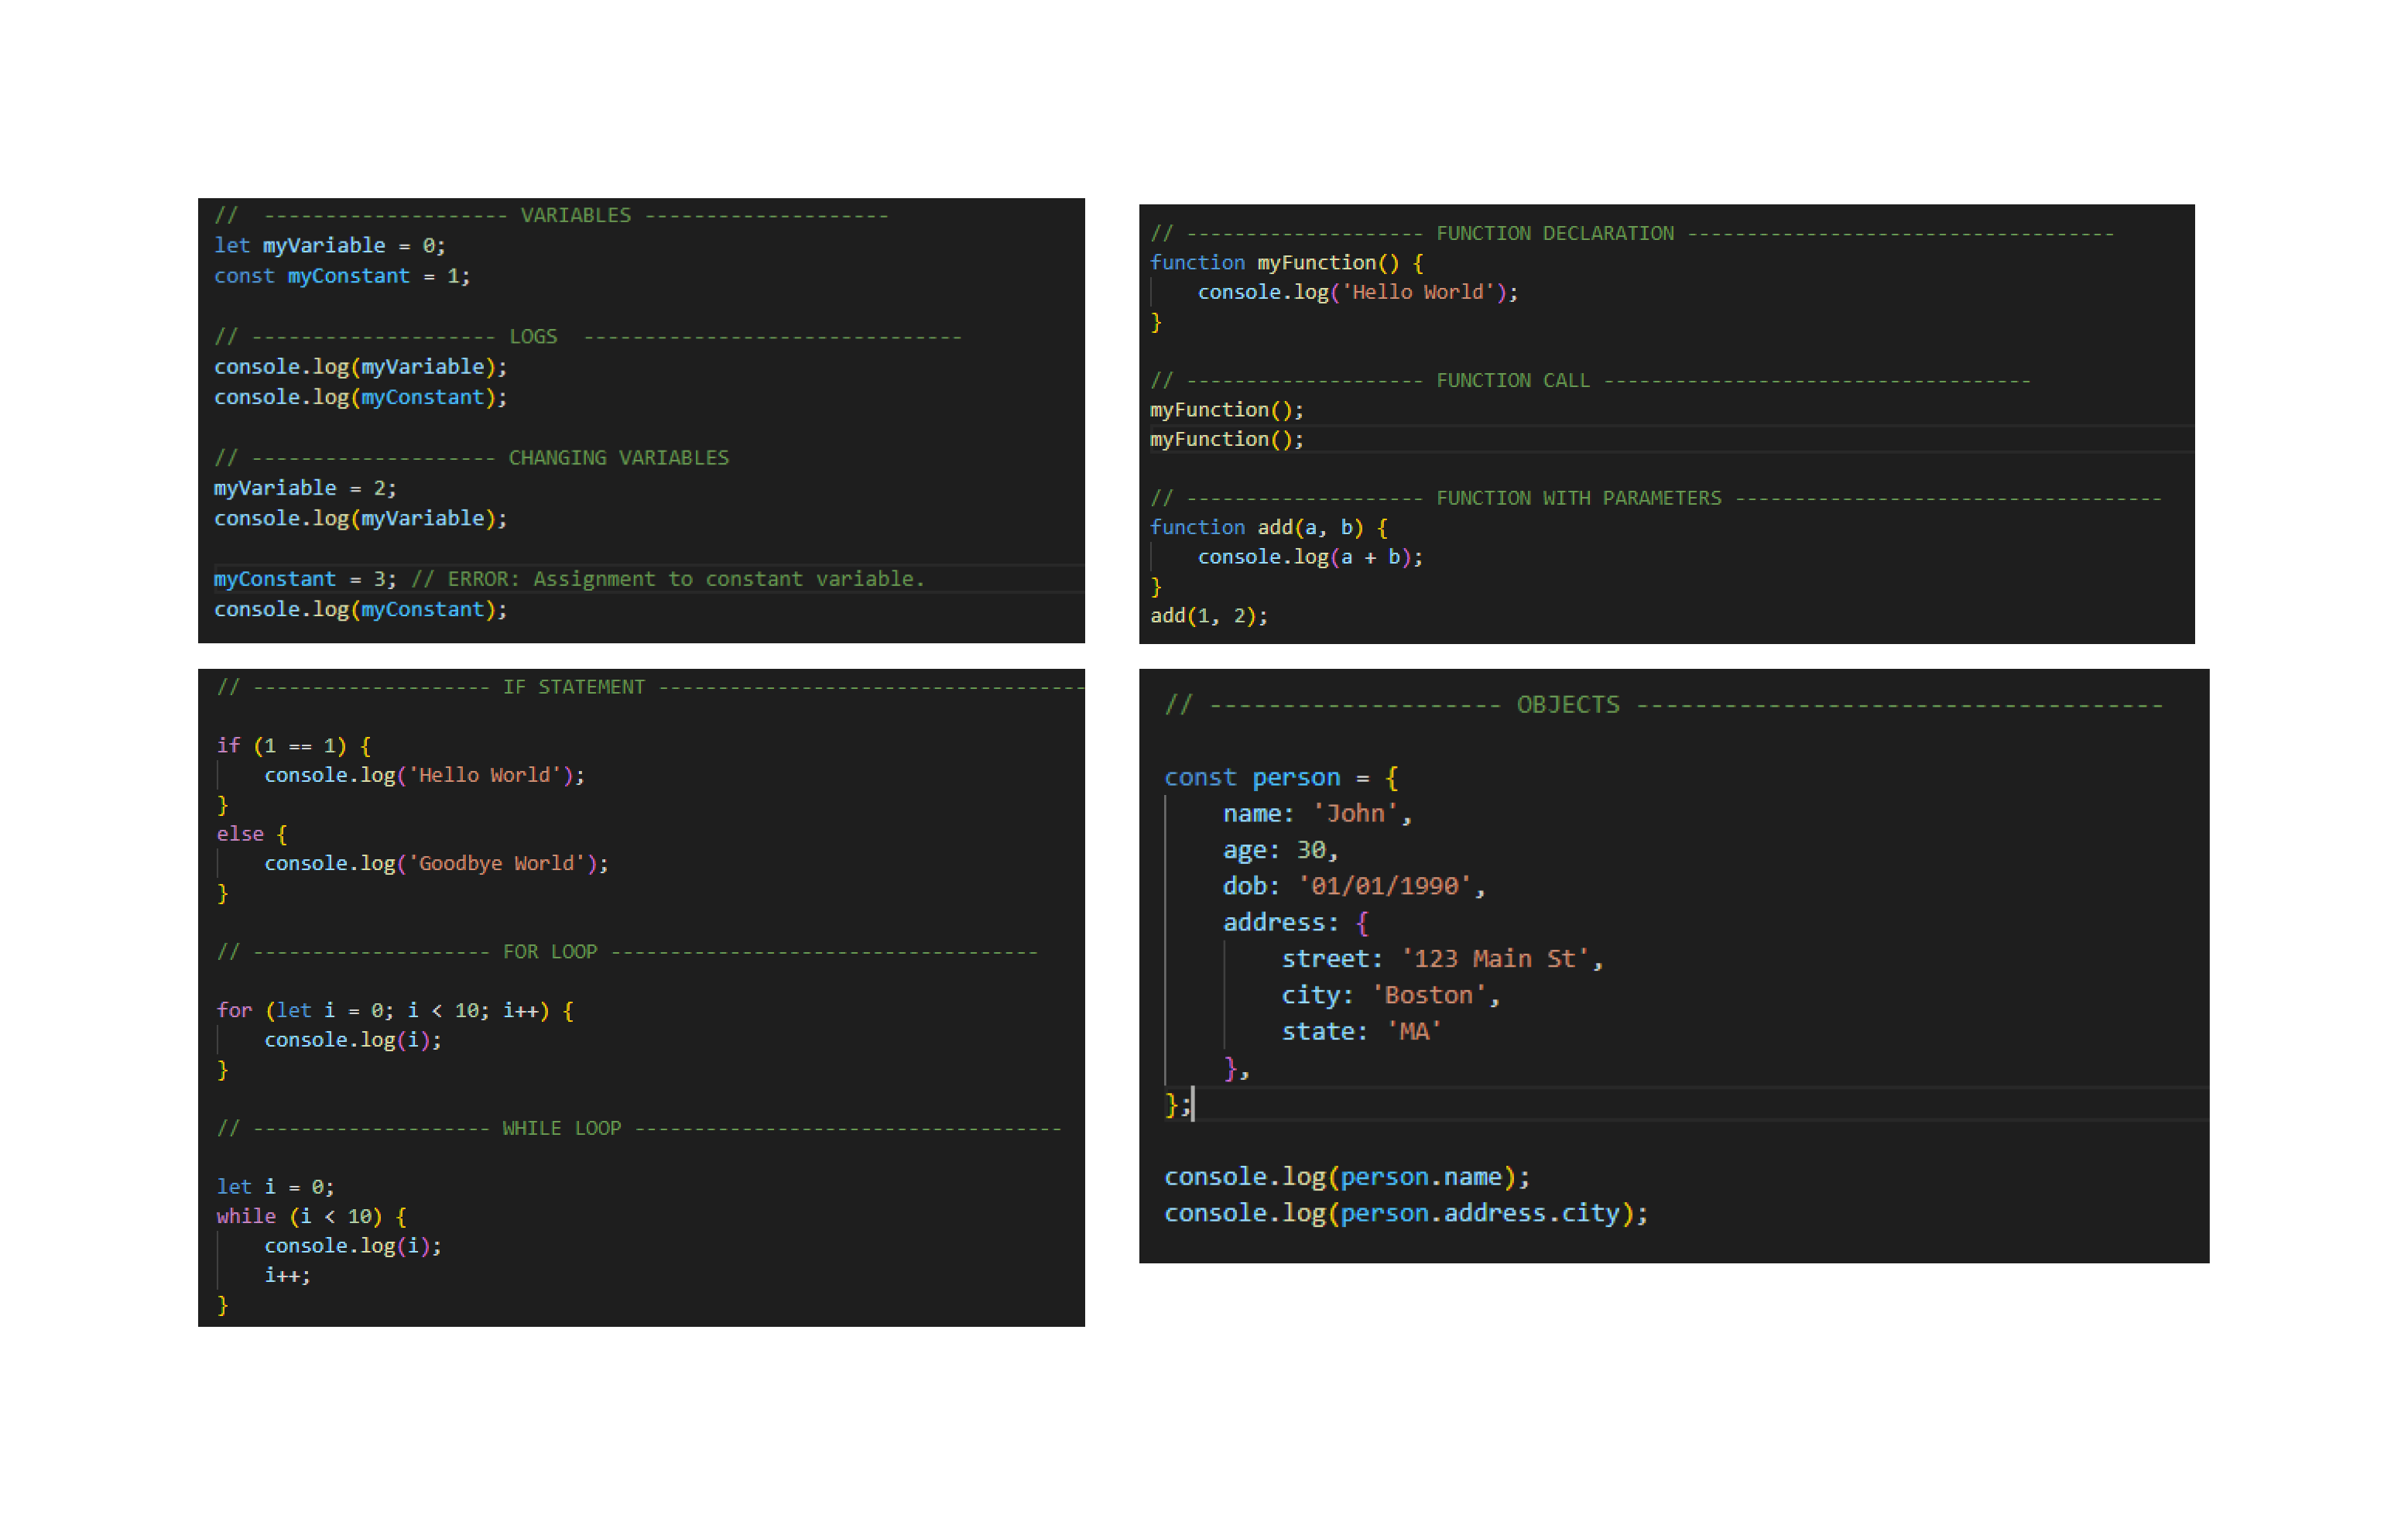 //  -------------------- VARIABLES --------------------
let myVariable = 0;
const myConstant = 1;
// -------------------- LOGS  -------------------------------
console.log(myVariable);
console.log(myConstant);
// -------------------- CHANGING VARIABLES
myVariable = 2;
console.log(myVariable);
myConstant = 3; // ERROR: Assignment to constant variable.
console.log(myConstant);
// -------------------- FUNCTION DECLARATION ------------------------------------
function myFunction() {
    console.log('Hello World');
}
// -------------------- FUNCTION CALL ------------------------------------
myFunction();
myFunction();
// -------------------- FUNCTION WITH PARAMETERS ------------------------------------
function add(a, b) {
    console.log(a + b);
}
add(1, 2);
// -------------------- IF STATEMENT ------------------------------------
if (1 == 1) {
    console.log('Hello World');
}
else {
    console.log('Goodbye World');
}
// -------------------- FOR LOOP ------------------------------------
for (let i = 0; i < 10; i++) {
    console.log(i);
}
// -------------------- WHILE LOOP ------------------------------------
let i = 0;
while (i < 10) {
    console.log(i);
    i++;
}
// -------------------- OBJECTS ------------------------------------
const person = {
    name: 'John',
    age: 30,
    dob: '01/01/1990',
    address: {
        street: '123 Main St',
        city: 'Boston',
        state: 'MA'
    },
};
console.log(person.name);
console.log(person.address.city);